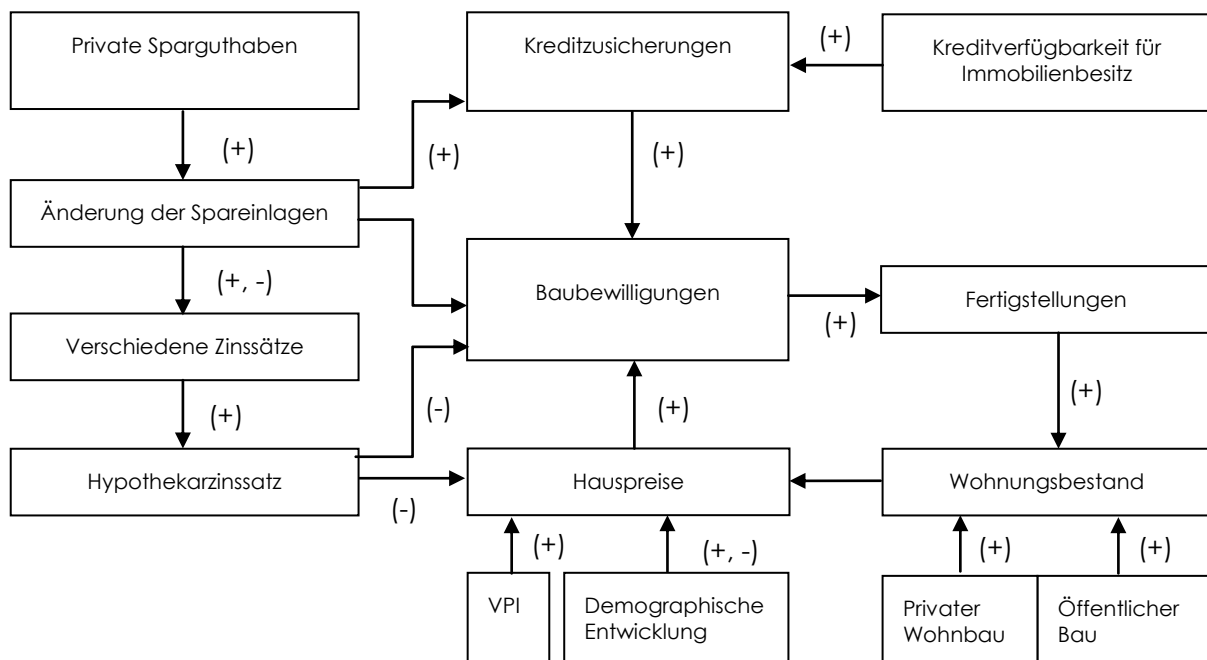 Private Sparguthaben
Kreditzusicherungen
(+)
Kreditverfügbarkeit für
Immobilienbesitz
(+)
(+)
(+)
Änderung der Spareinlagen
(+, -)
Baubewilligungen
(+)
Fertigstellungen
Verschiedene Zinssätze
(+)
(-)
(+)
(+)
Hypothekarzinssatz
(-)
Hauspreise
Wohnungsbestand
(+)
(+, -)
(+)
(+)
VPI
Demographische
Entwicklung
Privater
Wohnbau
Öffentlicher
Bau